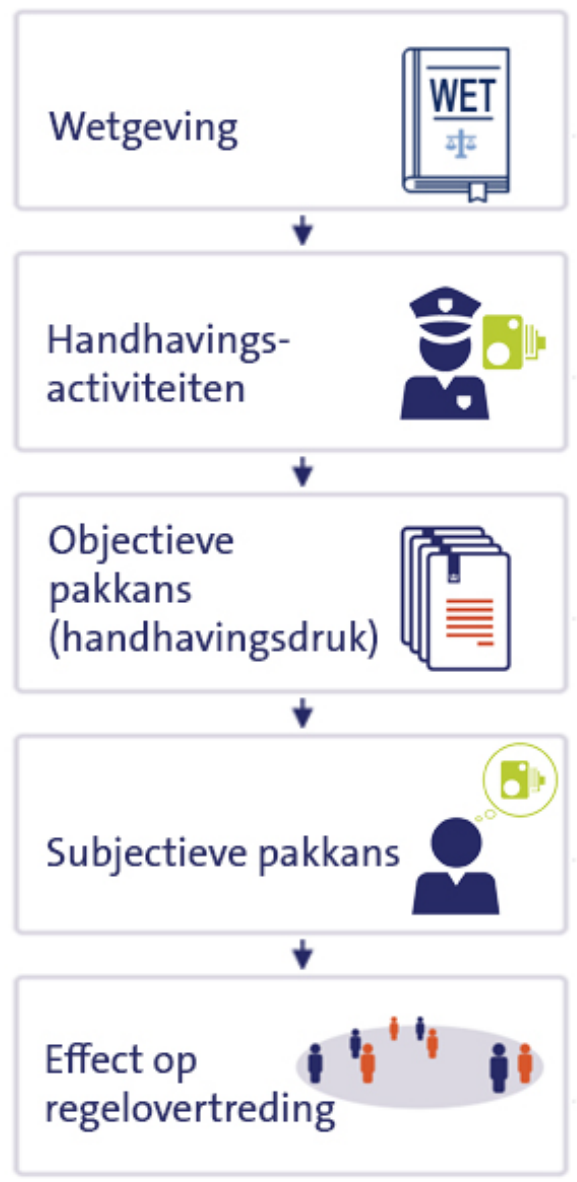 Wetgeving
WET
Handhavings-
activiteiten
Objectieve
pakkans
(handhavingsdruk)
Subjectieve pakkans
Effect op
regelovertreding